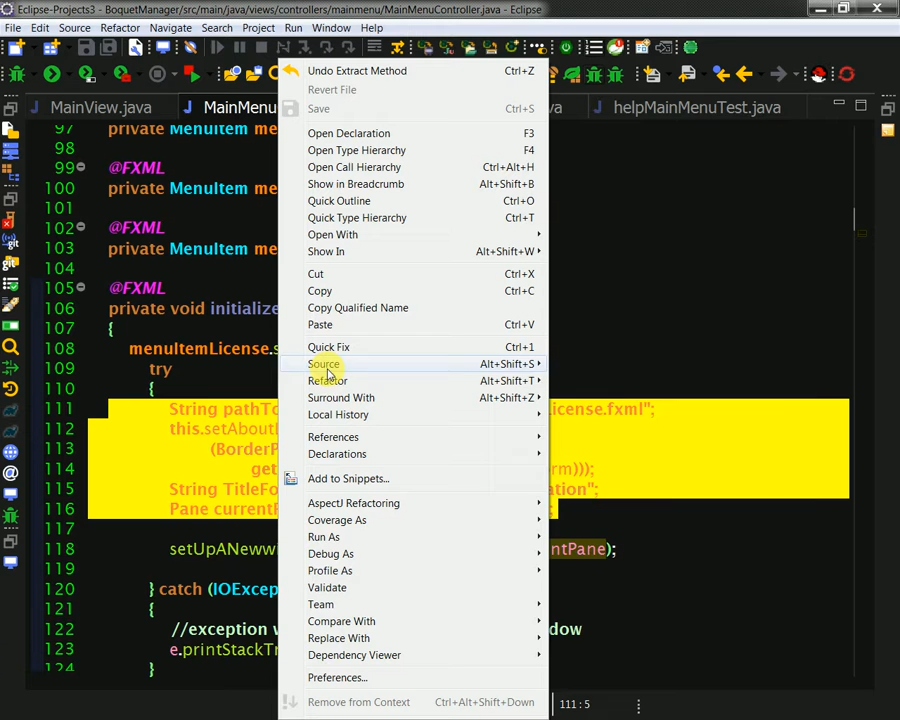 Eclipse-Projects3 - BoquetManager/src/main/java/views/controllers/mainmenu/MainMenuController.java - Eclipse
File Edit Source Refactor Navigate Search Project Run Window Help
MainView.java MainMenu va helpMainMenuTest.java
Undo Extract Method Ctrl+Z
Revert File
Save Ctrl+S
Open Declaration F3
Open Type Hierarchy F4
Open Call Hierarchy Ctrl+Alt+H
Show in Breadcrumb Alt+Shift+B
Quick Outline Ctrl+O
Quick Type Hierarchy Ctrl+T
Open With
Show In Alt+Shift+W
Cut Ctrl+X
Copy Ctrl+C
Copy Qualified Name
Paste Ctrl+V
Quick Fix Ctrl+1
Source Alt+Shift+S
Refactor Alt+Shift+T
Surround With Alt+Shift+Z
Local History
References
Declarations
Add to Snippets...
AspectJ Refactoring
Coverage As
Run As
Debug As
Profile As
Validate
Team
Compare With
Replace With
Dependency Viewer
Preferences...
Remove from Context Ctrl+Alt+Shift+Down
97 private MenuItem me
98
99 @FXML
100 private MenuItem me
101
102 @FXML
103 private MenuItem me
104
105 @FXML
106 private void initialize
107 {
108 menuItemLicense.s
109 try
110 {
111 String pathTo icense.fxml";
112 this.setAbout
113 (BorderP
114 get rm)));
115 String TitleFo ation";
116 Pane currentP ;
118 setUpANewwi ntPane);
120 } catch (IOExcep
121 {
122 //exception w dow
123 e.printStackTr
124 }
111:5